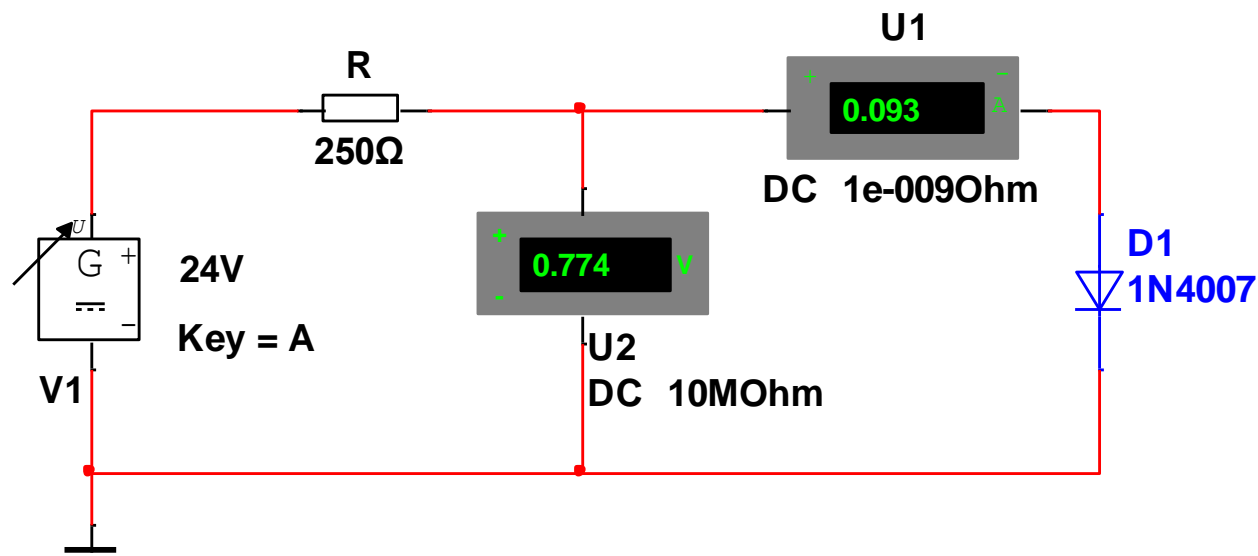 U1
R
+ −
0.093 A
250Ω
DC 1e-009Ohm
U
G +
−
24V
Key = A
V1
+
0.774 V
-
U2
DC 10MOhm
D1
1N4007